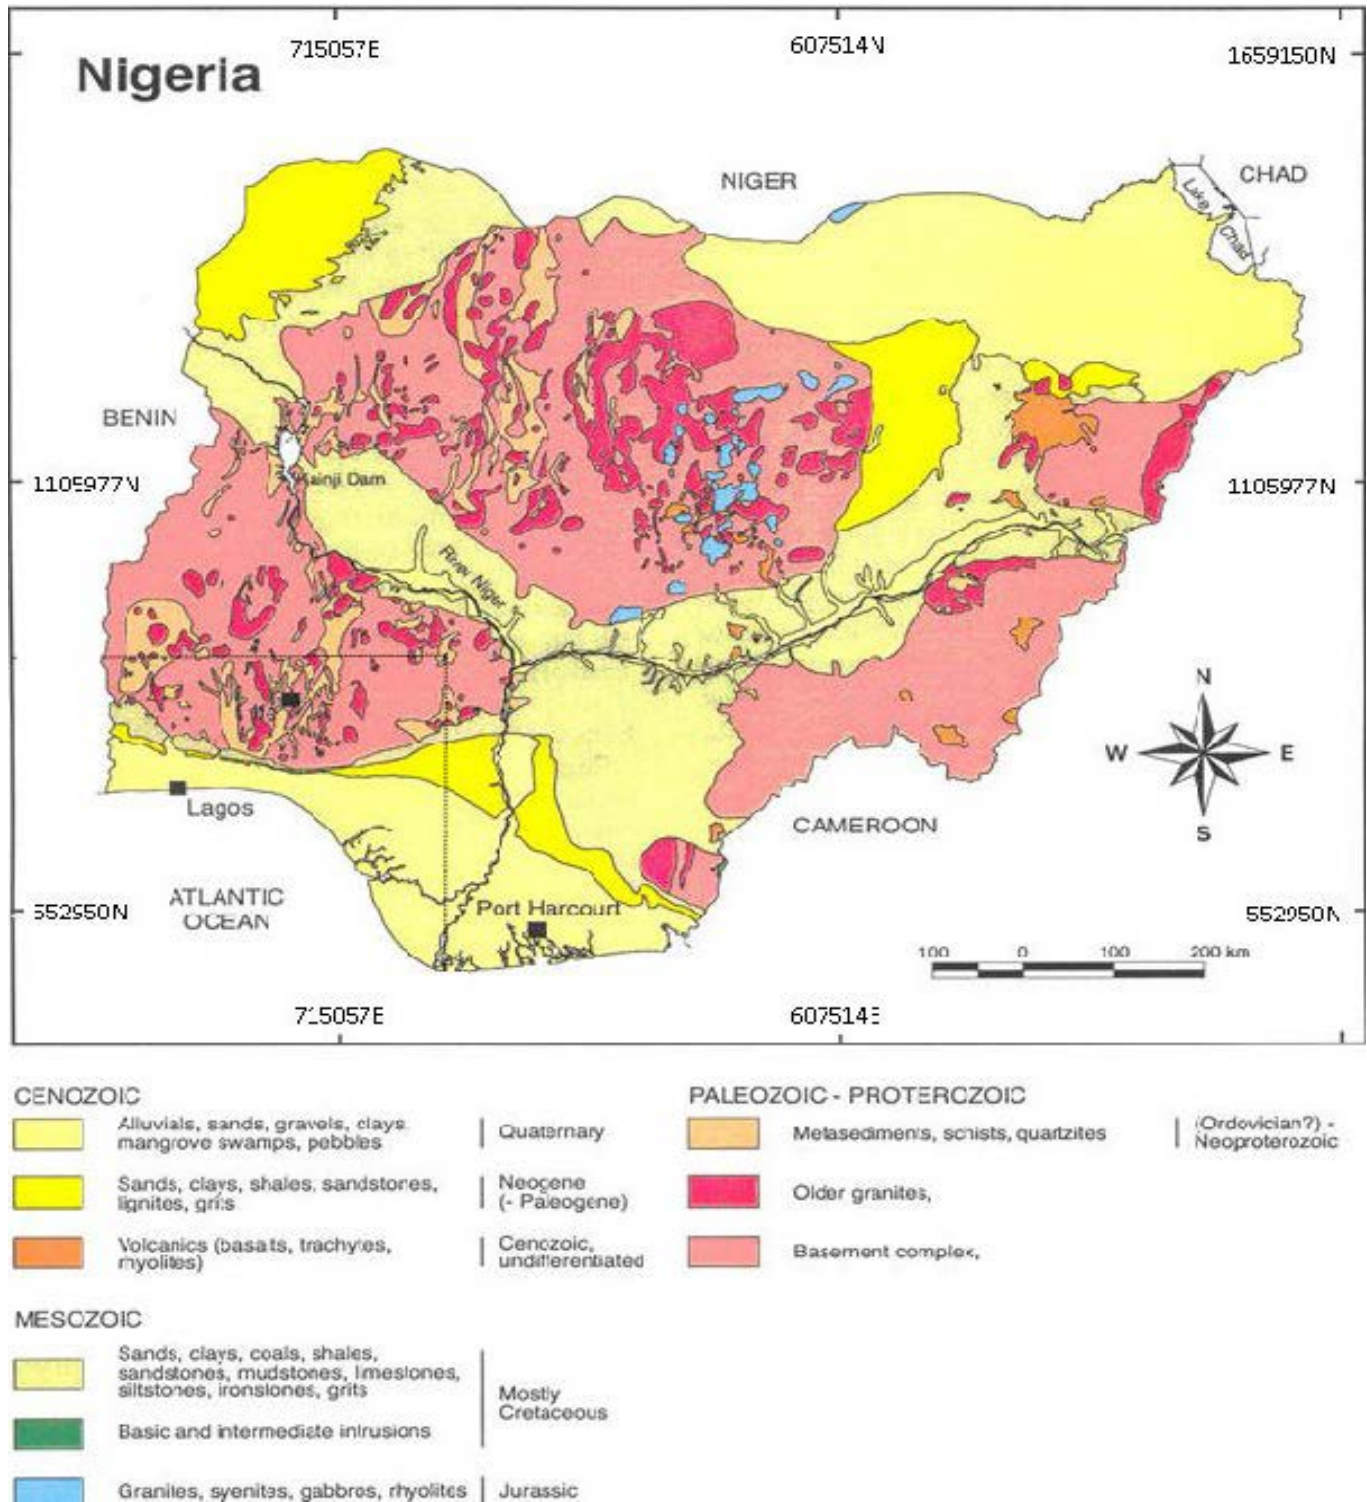 715057E
607514N
1659150N
Nigeria
NIGER
CHAD
Lake
Chad
BENIN
1105977N
Kainji Dam
1105977N
River Niger
N
W
E
S
Lagos
CAMEROON
ATLANTIC
OCEAN
552950N
Port Harcourt
552950N
100 0 100 200 km
715057E
607514E
CENOZOIC
Alluvials, sands, gravels, clays,
mangrove swamps, pebbles
Quaternary
Sands, clays, shales, sandstones,
lignites, grits
Neogene
(- Paleogene)
Volcanics (basalts, trachytes,
rhyolites)
Cenozoic,
undifferentiated
PALEOZOIC - PROTEROZOIC
Metasediments, schists, quartzites
(Ordovician?) -
Neoproterozoic
Older granites,
Basement complex,
MESOZOIC
Sands, clays, coals, shales,
sandstones, mudstones, limestones,
siltstones, ironstones, grits
Mostly
Cretaceous
Basic and intermediate intrusions
Granites, syenites, gabbros, rhyolites
Jurassic